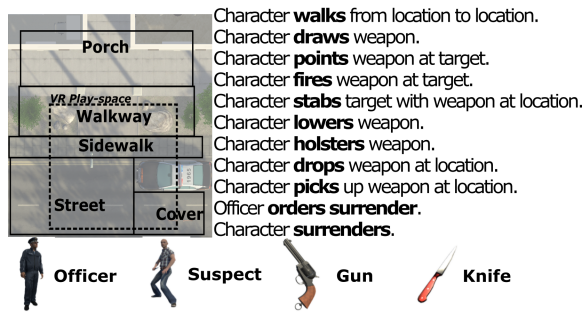 Porch
VR Play-space
Walkway
Sidewalk
Street
Cover
Character walks from location to location.
Character draws weapon.
Character points weapon at target.
Character fires weapon at target.
Character stabs target with weapon at location.
Character lowers weapon.
Character holsters weapon.
Character drops weapon at location.
Character picks up weapon at location.
Officer orders surrender.
Character surrenders.
Officer
Suspect
Gun
Knife